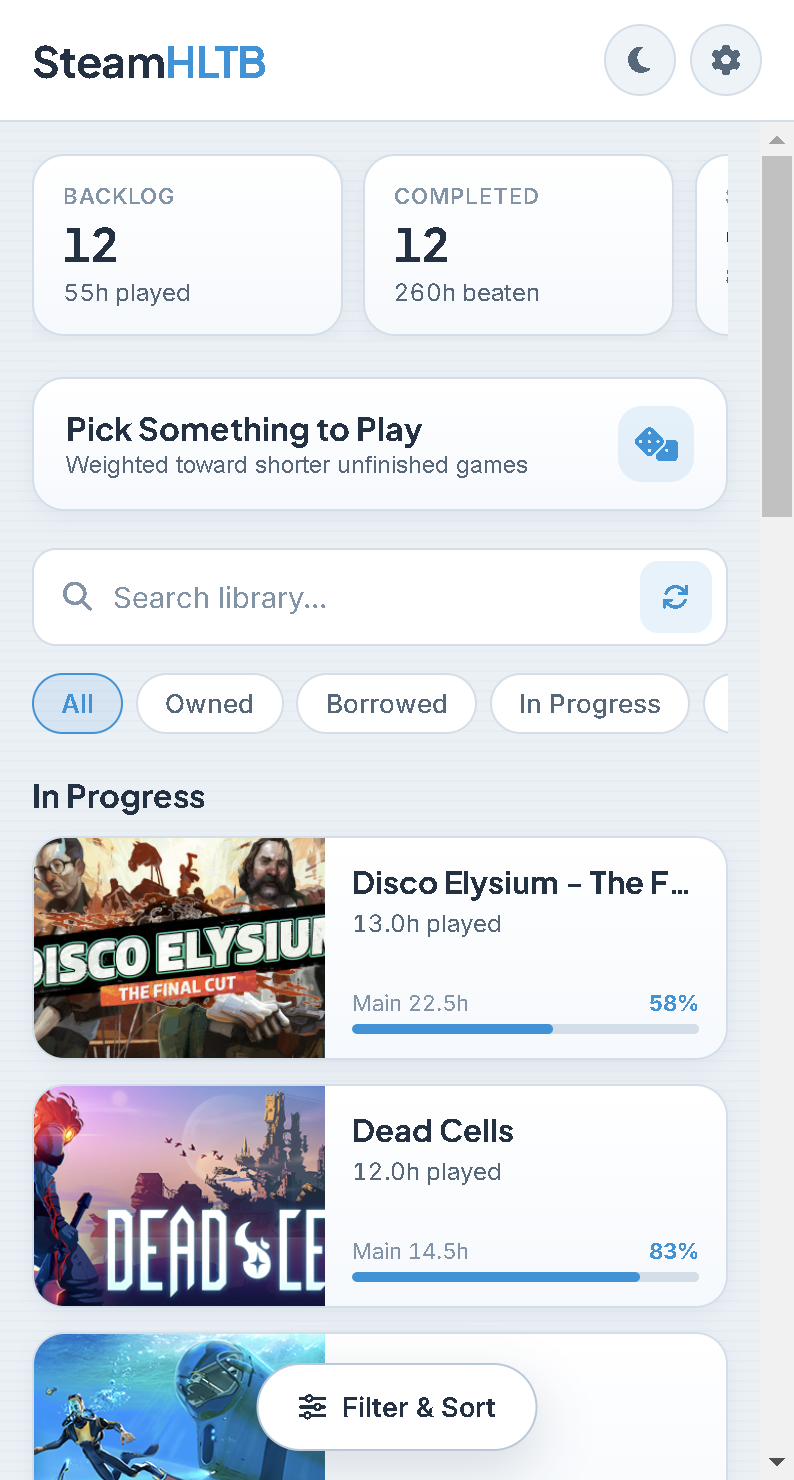 SteamHLTB
BACKLOG
12
55h played
COMPLETED
12
260h beaten
Pick Something to Play
Weighted toward shorter unfinished games
Search library...
All
Owned
Borrowed
In Progress
In Progress
DISCO ELYSIUM
THE FINAL CUT
Disco Elysium – The F...
13.0h played
Main 22.5h
58%
DEAD CE
Dead Cells
12.0h played
Main 14.5h
83%
Filter & Sort